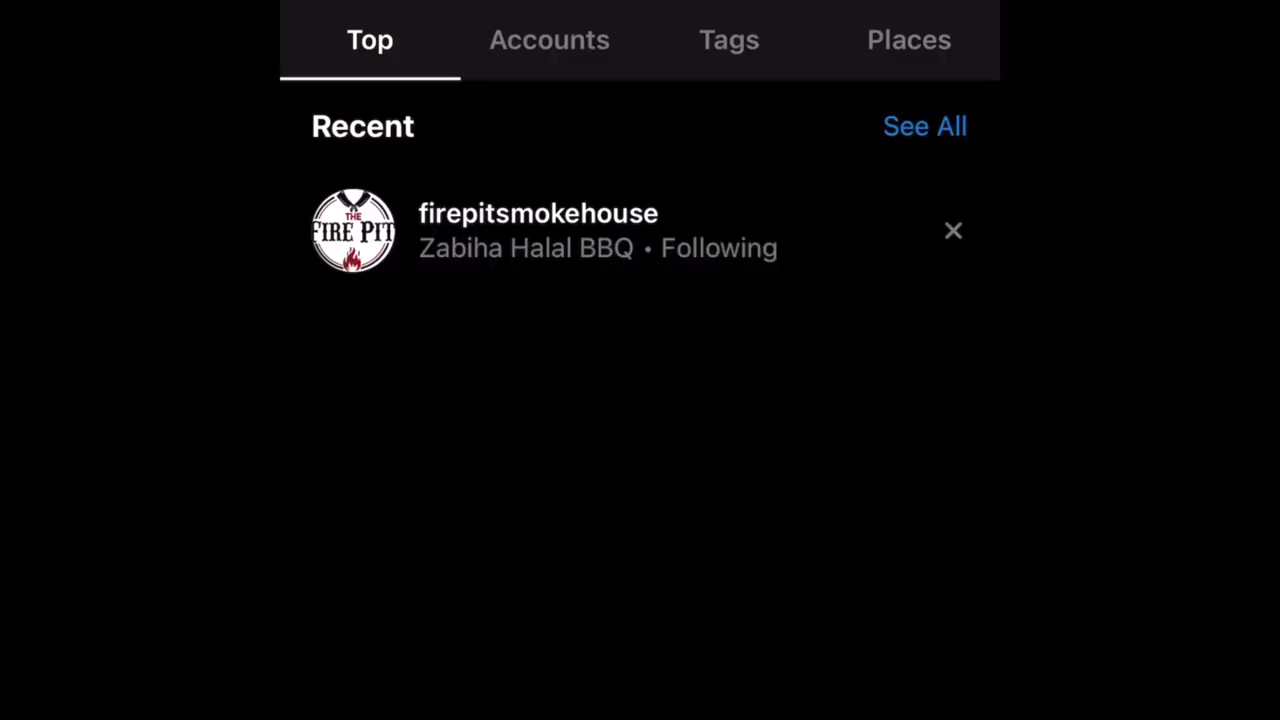 Top Accounts Tags Places
Recent See All
THE
FIRE PIT
firepitsmokehouse
Zabiha Halal BBQ • Following